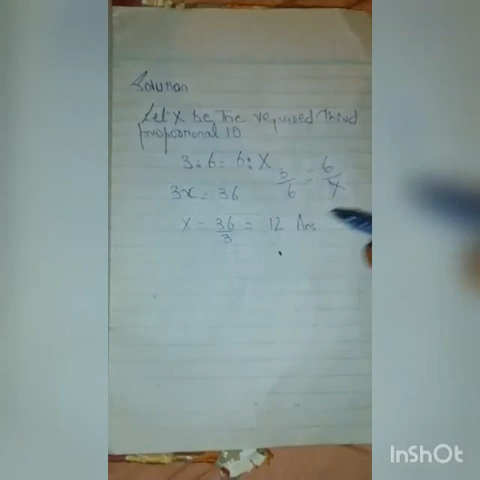 Solution
Let X be The required Third
proportional ID
3:6 = 6:X
3/6 = 6/X
3x = 36
x = 36/3 = 12 Ans
InShOt